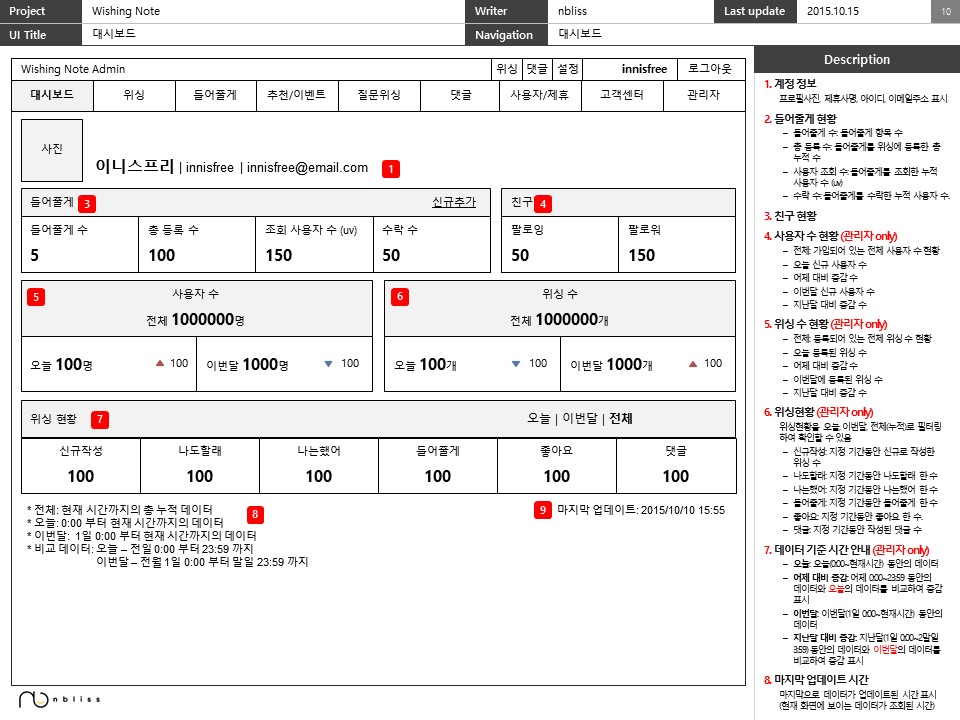 Project Wishing Note Writer nbliss Last update 2015.10.15 10
UI Title 대시보드 Navigation 대시보드
Wishing Note Admin 위싱 댓글 설정 innisfree 로그아웃
대시보드 위싱 들어줄게 추천/이벤트 질문위싱 댓글 사용자/제휴 고객센터 관리자
사진
이니스프리 | innisfree | innisfree@email.com 1
들어줄게 3 신규추가 친구 4
들어줄게 수 총 등록 수 조회 사용자 수 (uv) 수락 수 팔로잉 팔로워
5 100 150 50 50 150
5 사용자 수 6 위싱 수
전체 1000000명 전체 1000000개
오늘 100명 ▲ 100 이번달 1000명 ▼ 100 오늘 100개 ▼ 100 이번달 1000개 ▲ 100
위싱 현황 7 오늘 | 이번달 | 전체
신규작성 나도할래 나는했어 들어줄게 좋아요 댓글
100 100 100 100 100 100
* 전체: 현재 시간까지의 총 누적 데이터 8 9 마지막 업데이트: 2015/10/10 15:55
* 오늘: 0:00 부터 현재 시간까지의 데이터
* 이번달: 1일 0:00 부터 현재 시간까지의 데이터
* 비교 데이터: 오늘 – 전일 0:00 부터 23:59 까지
이번달 – 전월 1일 0:00 부터 말일 23:59 까지
nbliss
Description
1. 계정 정보
프로필사진, 제휴사명, 아이디, 이메일주소 표시
2. 들어줄게 현황
– 들어줄게 수: 들어줄게 항목 수
– 총 등록 수: 들어줄게를 위싱에 등록한 총
누적 수
– 사용자 조회 수: 들어줄게를 조회한 누적
사용자 수 (uv)
– 수락 수: 들어줄게를 수락한 누적 사용자 수.
3. 친구 현황
4. 사용자 수 현황 (관리자 only)
– 전체: 가입되어 있는 전체 사용자 수 현황
– 오늘 신규 사용자 수
– 어제 대비 증감 수
– 이번달 신규 사용자 수
– 지난달 대비 증감 수
5. 위싱 수 현황 (관리자 only)
– 전체: 등록되어 있는 전체 위싱 수 현황
– 오늘 등록된 위싱 수
– 어제 대비 증감 수
– 이번달에 등록된 위싱 수
– 지난달 대비 증감 수
6. 위싱현황 (관리자 only)
위싱현황을 오늘, 이번달, 전체(누적)로 필터링
하여 확인할 수 있음
– 신규작성: 지정 기간동안 신규로 작성한
위싱 수
– 나도할래: 지정 기간동안 나도할래 한 수
– 나는했어: 지정 기간동안 나는했어 한 수
– 들어줄게: 지정 기간동안 들어줄게 한 수
– 좋아요: 지정 기간동안 좋아요 한 수.
– 댓글: 지정 기간동안 작성된 댓글 수
7. 데이터 기준 시간 안내 (관리자 only)
– 오늘: 오늘(0:00~현재시간) 동안의 데이터
– 어제 대비 증감: 어제 0:00~23:59 동안의
데이터와 오늘의 데이터를 비교하여 증감
표시
– 이번달: 이번달(1일 0:00~현재시간) 동안의
데이터
– 지난달 대비 증감: 지난달(1일 0:00~2말일
3:59) 동안의 데이터와 이번달의 데이터를
비교하여 증감 표시
8. 마지막 업데이트 시간
마지막으로 데이터가 업데이트된 시간 표시
(현재 화면에 보이는 데이터가 조회된 시간)